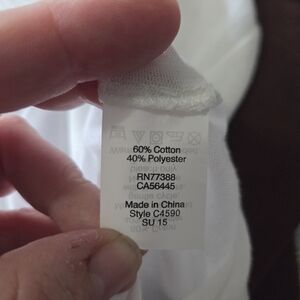 60% Cotton
40% Polyester
RN77388
CA56445
Made in China
Style C4590
SU 15